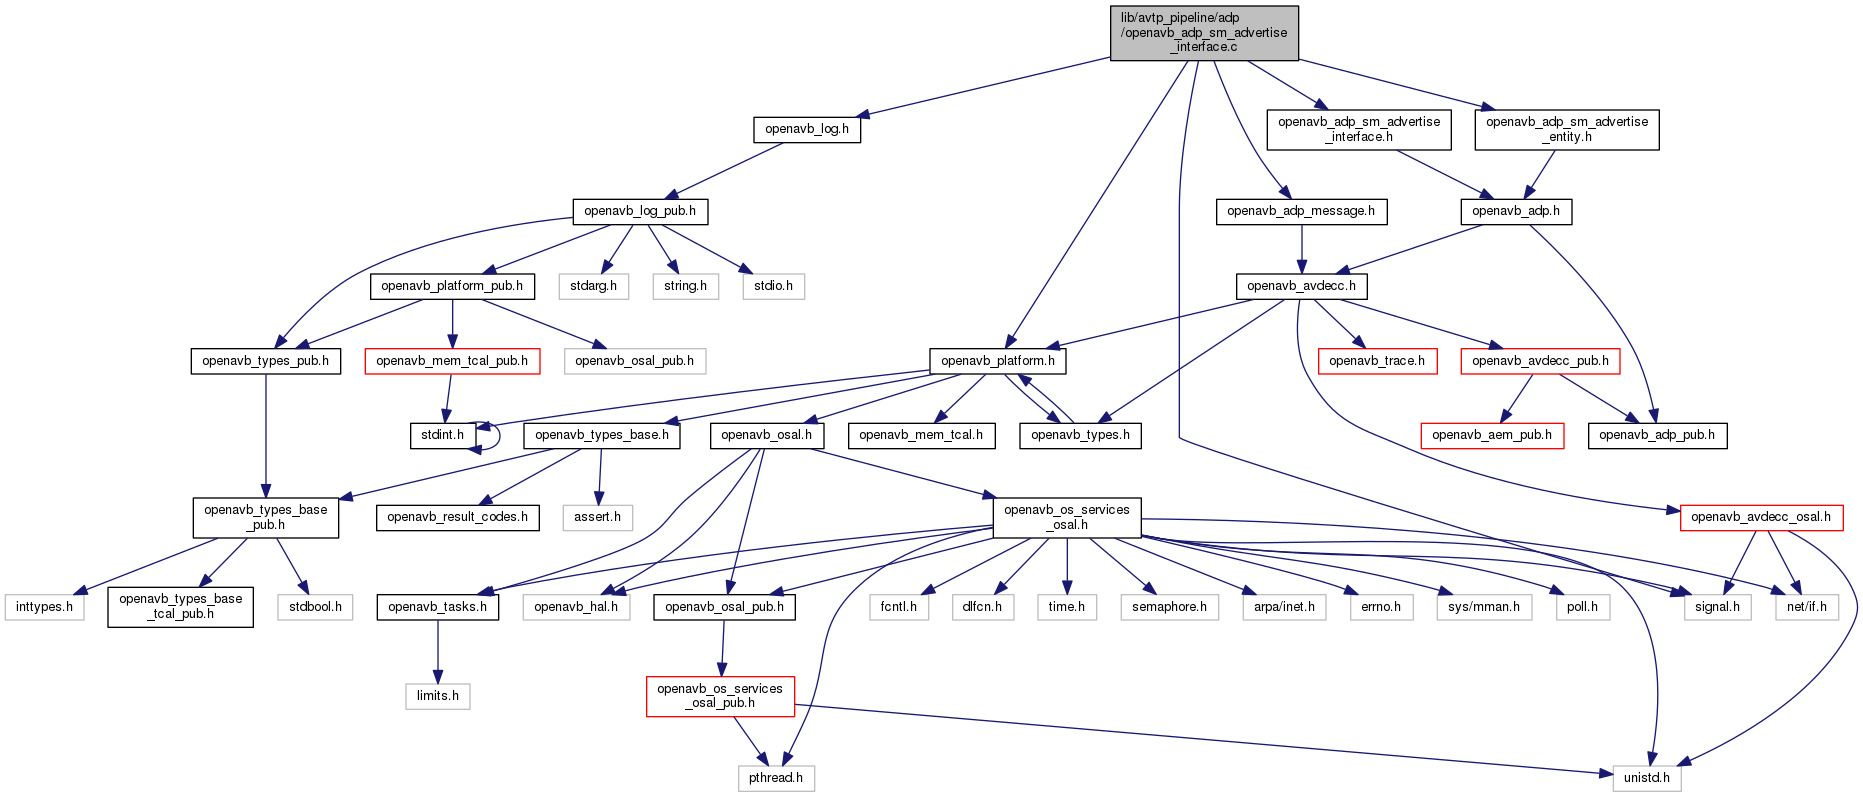 lib/avtp_pipeline/adp
/openavb_adp_sm_advertise
_interface.c
openavb_log.h
openavb_adp_sm_advertise
_interface.h
openavb_adp_sm_advertise
_entity.h
openavb_log_pub.h
openavb_adp_message.h
openavb_adp.h
openavb_platform_pub.h
stdarg.h
string.h
stdio.h
openavb_avdecc.h
openavb_types_pub.h
openavb_mem_tcal_pub.h
openavb_osal_pub.h
openavb_platform.h
openavb_trace.h
openavb_avdecc_pub.h
stdint.h
openavb_types_base.h
openavb_osal.h
openavb_mem_tcal.h
openavb_types.h
openavb_aem_pub.h
openavb_adp_pub.h
openavb_types_base
_pub.h
openavb_result_codes.h
assert.h
openavb_os_services
_osal.h
openavb_avdecc_osal.h
inttypes.h
openavb_types_base
_tcal_pub.h
stdbool.h
openavb_tasks.h
openavb_hal.h
openavb_osal_pub.h
fcntl.h
dlfcn.h
time.h
semaphore.h
arpa/inet.h
errno.h
sys/mman.h
poll.h
signal.h
net/if.h
limits.h
openavb_os_services
_osal_pub.h
pthread.h
unistd.h